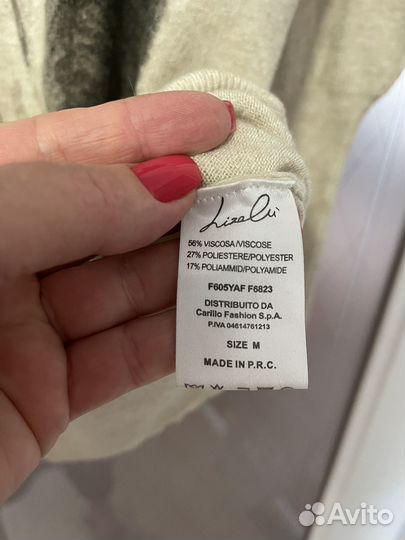 Lizalù
56% VISCOSA/VISCOSE
27% POLIESTERE/POLYESTER
17% POLIAMMID/POLYAMIDE
F605YAF F6823
DISTRIBUITO DA
Carillo Fashion S.p.A.
P.IVA 04614761213
SIZE M
MADE IN P.R.C.
Avito